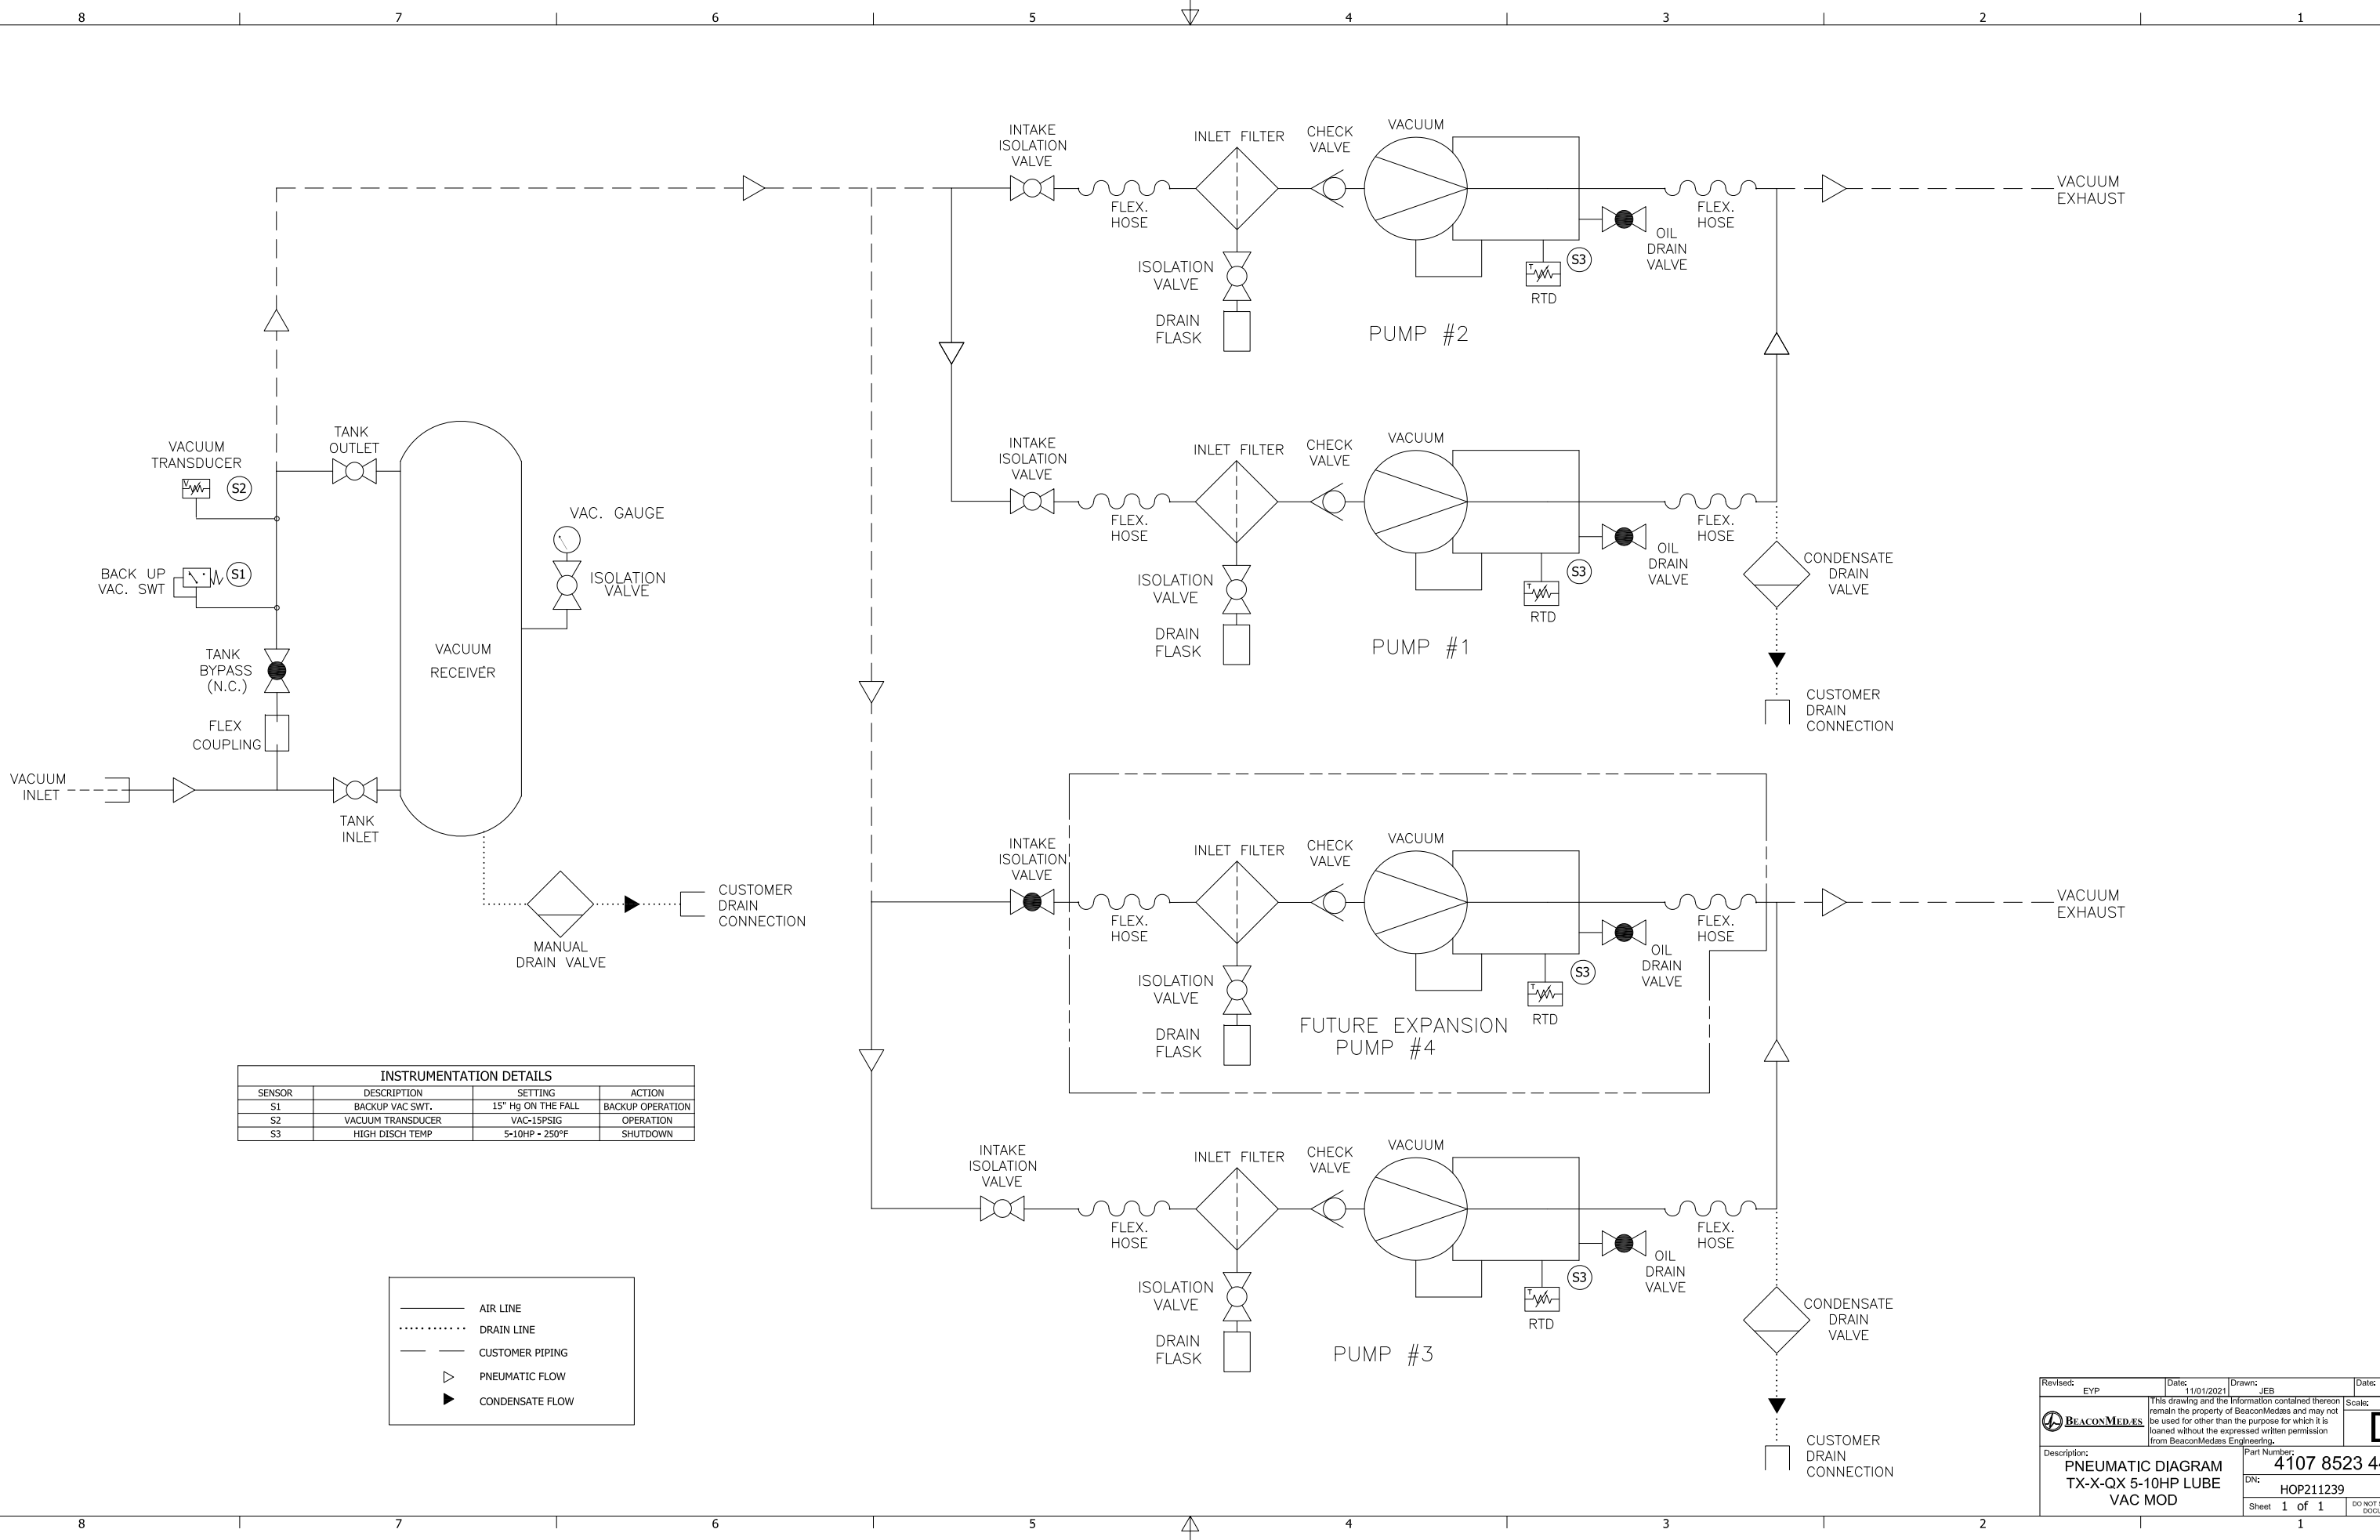 8 7 6 5 4 3 2 1
INTAKE
ISOLATION
VALVE
FLEX.
HOSE
INLET FILTER
CHECK
VALVE
VACUUM
ISOLATION
VALVE
DRAIN
FLASK
S3
RTD
OIL
DRAIN
VALVE
FLEX.
HOSE
PUMP #2
VACUUM
EXHAUST
INTAKE
ISOLATION
VALVE
FLEX.
HOSE
INLET FILTER
CHECK
VALVE
VACUUM
ISOLATION
VALVE
DRAIN
FLASK
S3
RTD
OIL
DRAIN
VALVE
FLEX.
HOSE
PUMP #1
CONDENSATE
DRAIN
VALVE
CUSTOMER
DRAIN
CONNECTION
VACUUM
TRANSDUCER
V
S2
TANK
OUTLET
BACK UP
VAC. SWT
S1
VAC. GAUGE
ISOLATION
VALVE
TANK
BYPASS
(N.C.)
FLEX
COUPLING
VACUUM
RECEIVER
VACUUM
INLET
TANK
INLET
MANUAL
DRAIN VALVE
CUSTOMER
DRAIN
CONNECTION
INTAKE
ISOLATION
VALVE
FLEX.
HOSE
INLET FILTER
CHECK
VALVE
VACUUM
ISOLATION
VALVE
DRAIN
FLASK
S3
T
RTD
OIL
DRAIN
VALVE
FLEX.
HOSE
FUTURE EXPANSION
PUMP #4
VACUUM
EXHAUST
INTAKE
ISOLATION
VALVE
FLEX.
HOSE
INLET FILTER
CHECK
VALVE
VACUUM
ISOLATION
VALVE
DRAIN
FLASK
S3
T
RTD
OIL
DRAIN
VALVE
FLEX.
HOSE
PUMP #3
CONDENSATE
DRAIN
VALVE
CUSTOMER
DRAIN
CONNECTION
INSTRUMENTATION DETAILS
SENSOR DESCRIPTION SETTING ACTION
S1 BACKUP VAC SWT. 15" Hg ON THE FALL BACKUP OPERATION
S2 VACUUM TRANSDUCER VAC-15PSIG OPERATION
S3 HIGH DISCH TEMP 5-10HP - 250°F SHUTDOWN
AIR LINE
DRAIN LINE
CUSTOMER PIPING
PNEUMATIC FLOW
CONDENSATE FLOW
Revised: EYP Date: 11/01/2021 Drawn: JEB Date:
BEACONMEDÆS
This drawing and the information contained thereon
remain the property of BeaconMedæs and may not
be used for other than the purpose for which it is
loaned without the expressed written permission
from BeaconMedæs Engineering.
Scale:
Description:
PNEUMATIC DIAGRAM
TX-X-QX 5-10HP LUBE
VAC MOD
Part Number:
4107 8523
DN:
HOP211239
Sheet 1 of 1
DO NOT
8 7 6 5 4 3 2 1